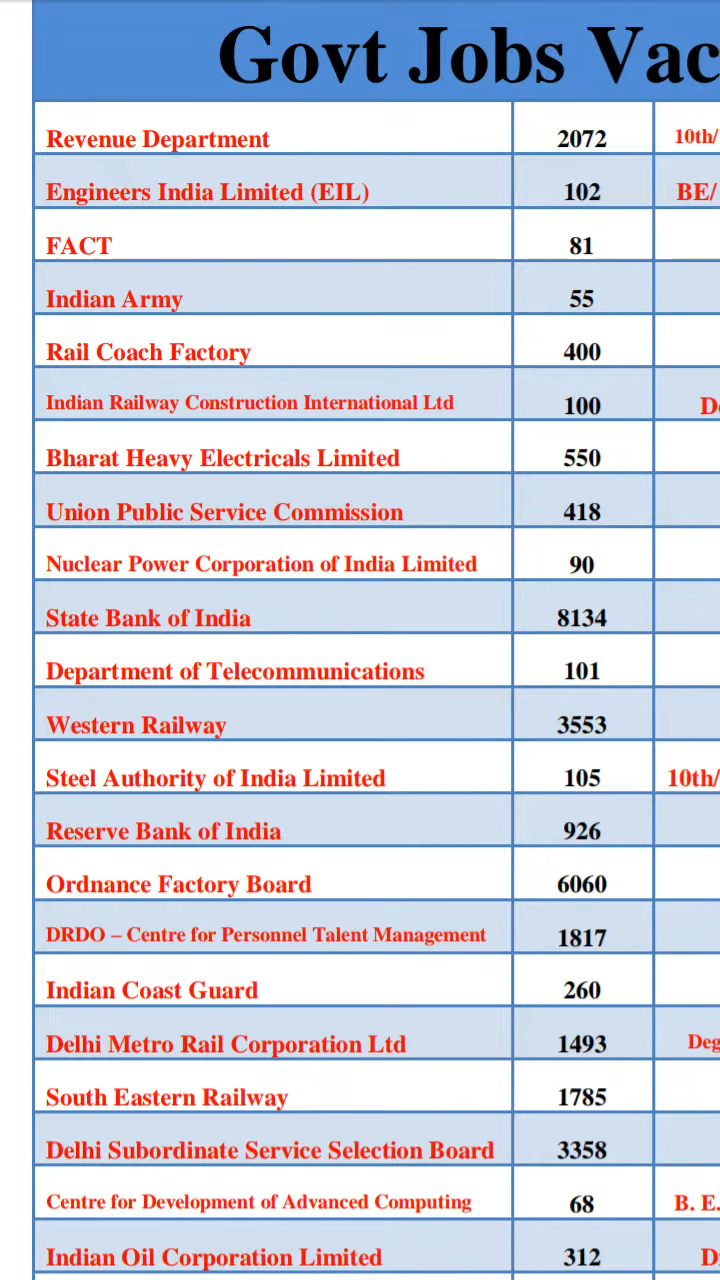 Govt Jobs Vac
Revenue Department 2072 10th/
Engineers India Limited (EIL) 102 BE/
FACT 81
Indian Army 55
Rail Coach Factory 400
Indian Railway Construction International Ltd 100 De
Bharat Heavy Electricals Limited 550
Union Public Service Commission 418
Nuclear Power Corporation of India Limited 90
State Bank of India 8134
Department of Telecommunications 101
Western Railway 3553
Steel Authority of India Limited 105 10th/
Reserve Bank of India 926
Ordnance Factory Board 6060
DRDO – Centre for Personnel Talent Management 1817
Indian Coast Guard 260
Delhi Metro Rail Corporation Ltd 1493 Deg
South Eastern Railway 1785
Delhi Subordinate Service Selection Board 3358
Centre for Development of Advanced Computing 68 B. E.
Indian Oil Corporation Limited 312 D